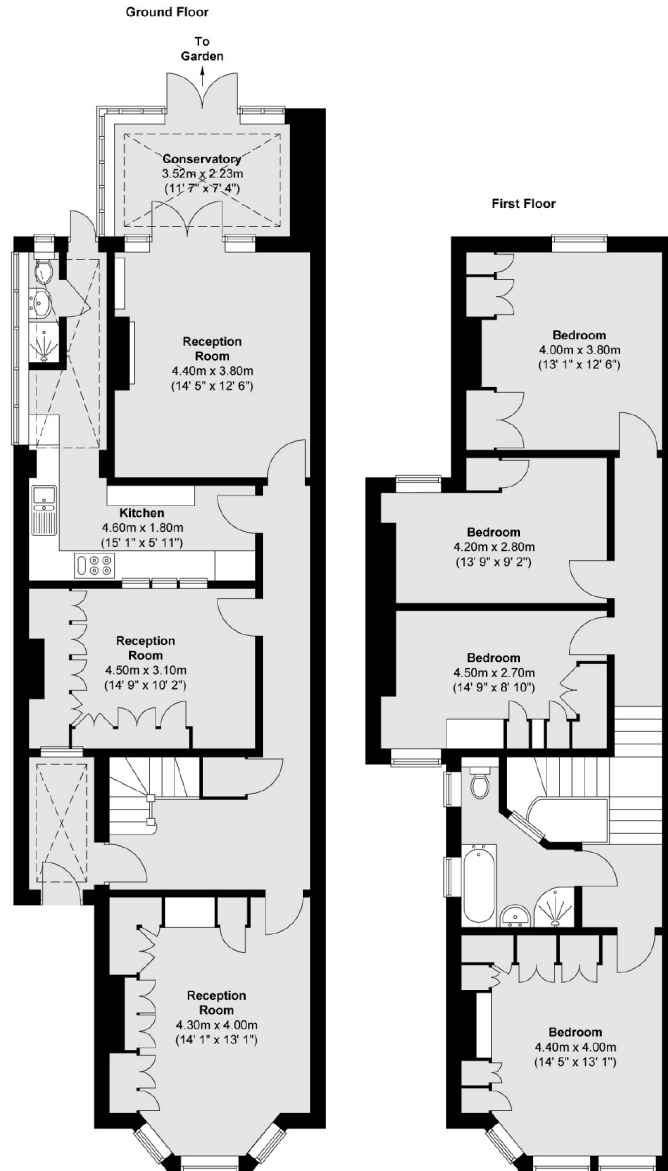 Ground Floor
To
Garden
Conservatory
3.52m x 2.23m
(11' 7" x 7' 4")
Reception
Room
4.40m x 3.80m
(14' 5" x 12' 6")
Kitchen
4.60m x 1.80m
(15' 1" x 5' 11")
Reception
Room
4.50m x 3.10m
(14' 9" x 10' 2")
Reception
Room
4.30m x 4.00m
(14' 1" x 13' 1")
First Floor
Bedroom
4.00m x 3.80m
(13' 1" x 12' 6")
Bedroom
4.20m x 2.80m
(13' 9" x 9' 2")
Bedroom
4.50m x 2.70m
(14' 9" x 8' 10")
Bedroom
4.40m x 4.00m
(14' 5" x 13' 1")